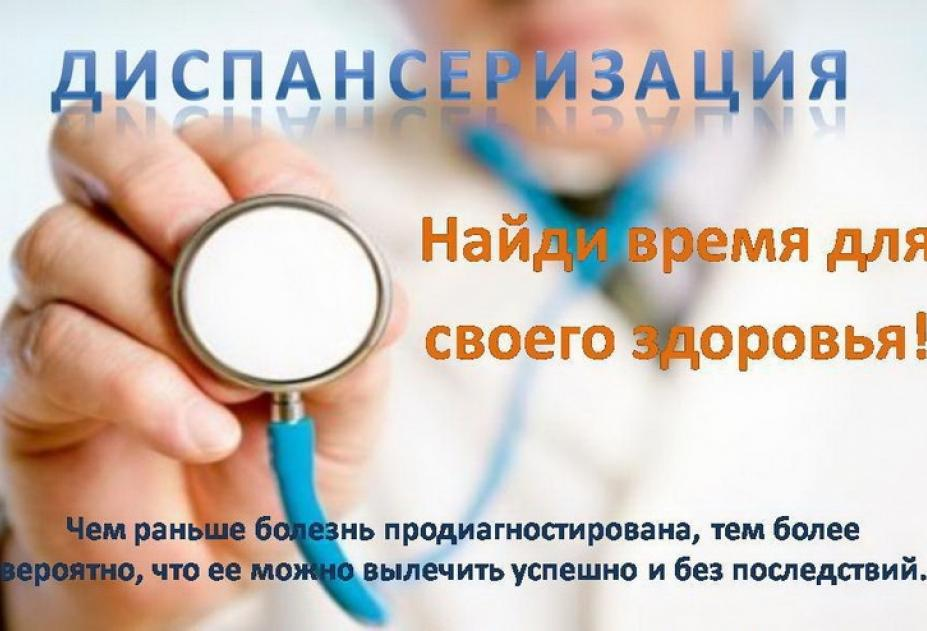 ДИСПАНСЕРИЗАЦИЯ
Найди время для
своего здоровья!
Чем раньше болезнь продиагностирована, тем более
вероятно, что ее можно вылечить успешно и без последствий.